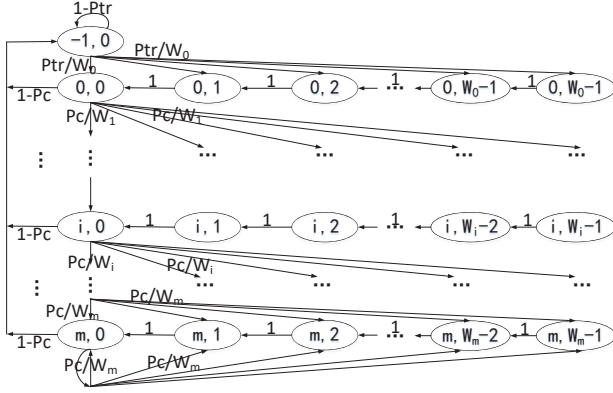 1-Ptr
-1, 0
Ptr/W₀ Ptr/W₀
0, 0 1 0, 1 1 0, 2 1 ... 0, W₀-1 1 0, W₀-1
1-Pc
Pc/W₁ Pc/W₁
... ... ... ...
⋮ ⋮
i, 0 1 i, 1 1 i, 2 1 ... i, Wᵢ-2 1 i, Wᵢ-1
1-Pc
Pc/Wᵢ Pc/Wᵢ
... ... ... ...
⋮ ⋮
Pc/Wₘ Pc/Wₘ
m, 0 1 m, 1 1 m, 2 1 ... m, Wₘ-2 1 m, Wₘ-1
1-Pc
Pc/Wₘ Pc/Wₘ